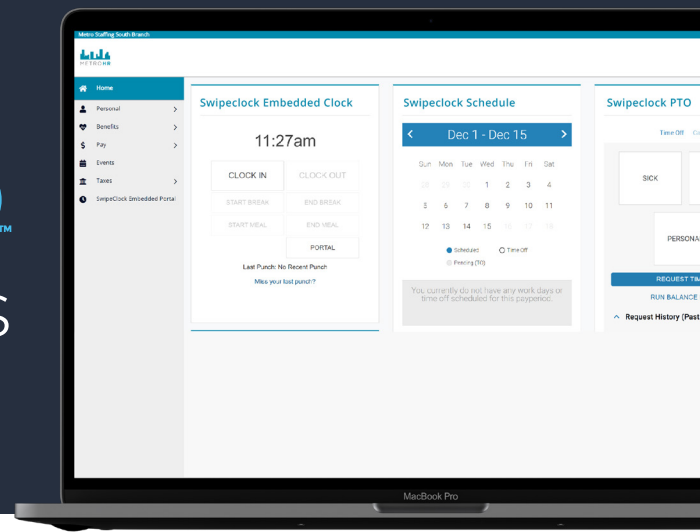 Metro Staffing South Branch
METROHR
Home
Personal
Benefits
Pay
Events
Taxes
SwipeClock Embedded Portal
Swipeclock Embedded Clock
11:27am
CLOCK IN CLOCK OUT
START BREAK END BREAK
START MEAL END MEAL
PORTAL
Last Punch: No Recent Punch
Miss your last punch?
Swipeclock Schedule
Dec 1 - Dec 15
Sun Mon Tue Wed Thu Fri Sat
28 29 30 1 2 3 4
5 6 7 8 9 10 11
12 13 14 15 16 17 18
Scheduled Time Off
Pending (TO)
You currently do not have any work days or
time off scheduled for this payperiod.
Swipeclock PTO
Time Off
SICK
PERSONA
REQUEST TIM
RUN BALANCE
Request History (Past
TM
S
MacBook Pro